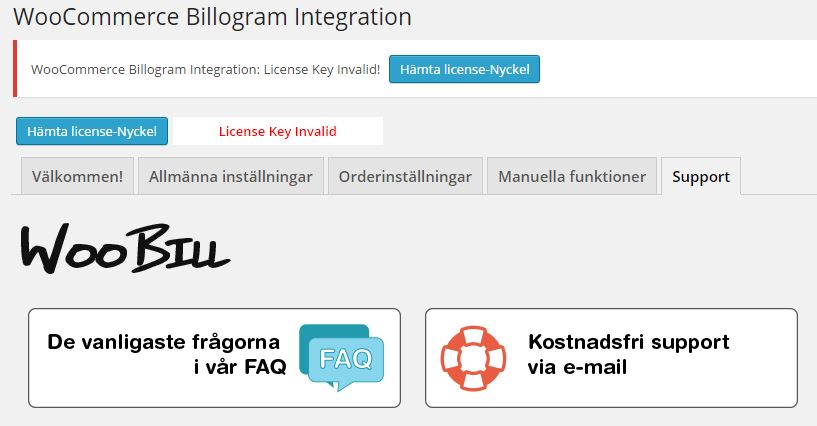 WooCommerce Billogram Integration
WooCommerce Billogram Integration: License Key Invalid! Hämta license-Nyckel
Hämta license-Nyckel License Key Invalid
Välkommen! Allmänna inställningar Orderinställningar Manuella funktioner Support
WOOBILL
De vanligaste frågorna
i vår FAQ
FAQ
Kostnadsfri support
via e-mail